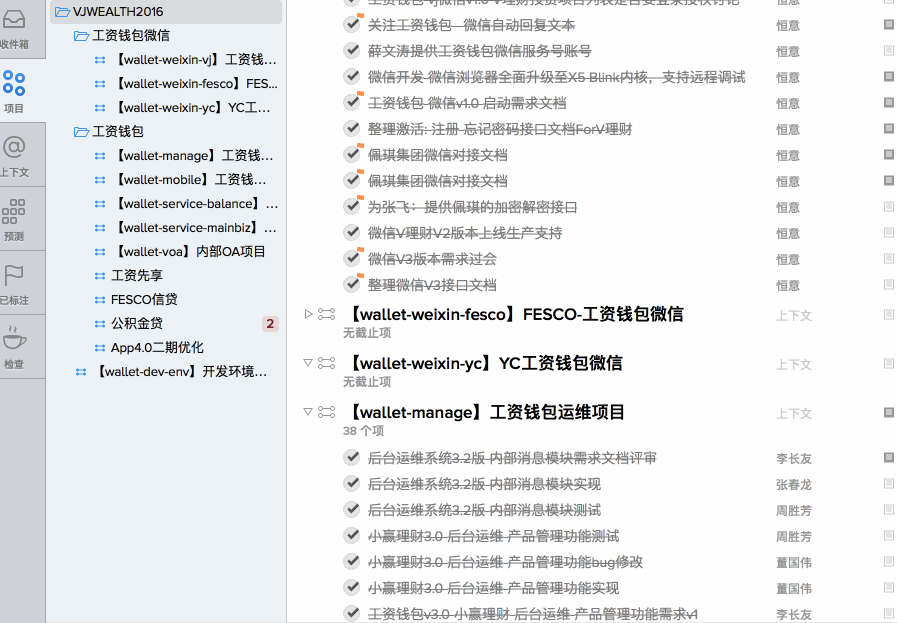 收件箱
项目
上下文
预测
已标注
检查
VJWEALTH2016
工资钱包微信
【wallet-weixin-vj】工资钱…
【wallet-weixin-fesco】FES…
【wallet-weixin-yc】YC工…
工资钱包
【wallet-manage】工资钱…
【wallet-mobile】工资钱…
【wallet-service-balance】…
【wallet-service-mainbiz】…
【wallet-voa】内部OA项目
工资先享
FESCO信贷
公积金贷 2
App4.0二期优化
【wallet-dev-env】开发环境…
恒意
关注工资钱包--微信自动回复文本 恒意
薛文涛提供工资钱包微信服务号账号 恒意
微信开发-微信浏览器全面升级至X5 Blink内核，支持远程调试 恒意
工资钱包-微信v1.0 启动需求文档 恒意
整理激活: 注册-忘记密码接口文档ForV理财 恒意
佩琪集团微信对接文档 恒意
佩琪集团微信对接文档 恒意
为张飞：提供佩琪的加密解密接口 恒意
微信V理财V2版本上线生产支持 恒意
微信V3版本需求过会 恒意
整理微信V3接口文档 恒意
【wallet-weixin-fesco】FESCO-工资钱包微信 上下文
无截止项
【wallet-weixin-yc】YC工资钱包微信 上下文
无截止项
【wallet-manage】工资钱包运维项目 上下文
38 个项
后台运维系统3.2版-内部消息模块需求文档评审 李长友
后台运维系统3.2版-内部消息模块实现 张春龙
后台运维系统3.2版-内部消息模块测试 周胜芳
小赢理财3.0-后台运维-产品管理功能测试 周胜芳
小赢理财3.0-后台运维-产品管理功能bug修改 董国伟
小赢理财3.0-后台运维-产品管理功能实现 董国伟
工资钱包v3.0-小赢理财-后台运维-产品管理功能需求v1 李长友